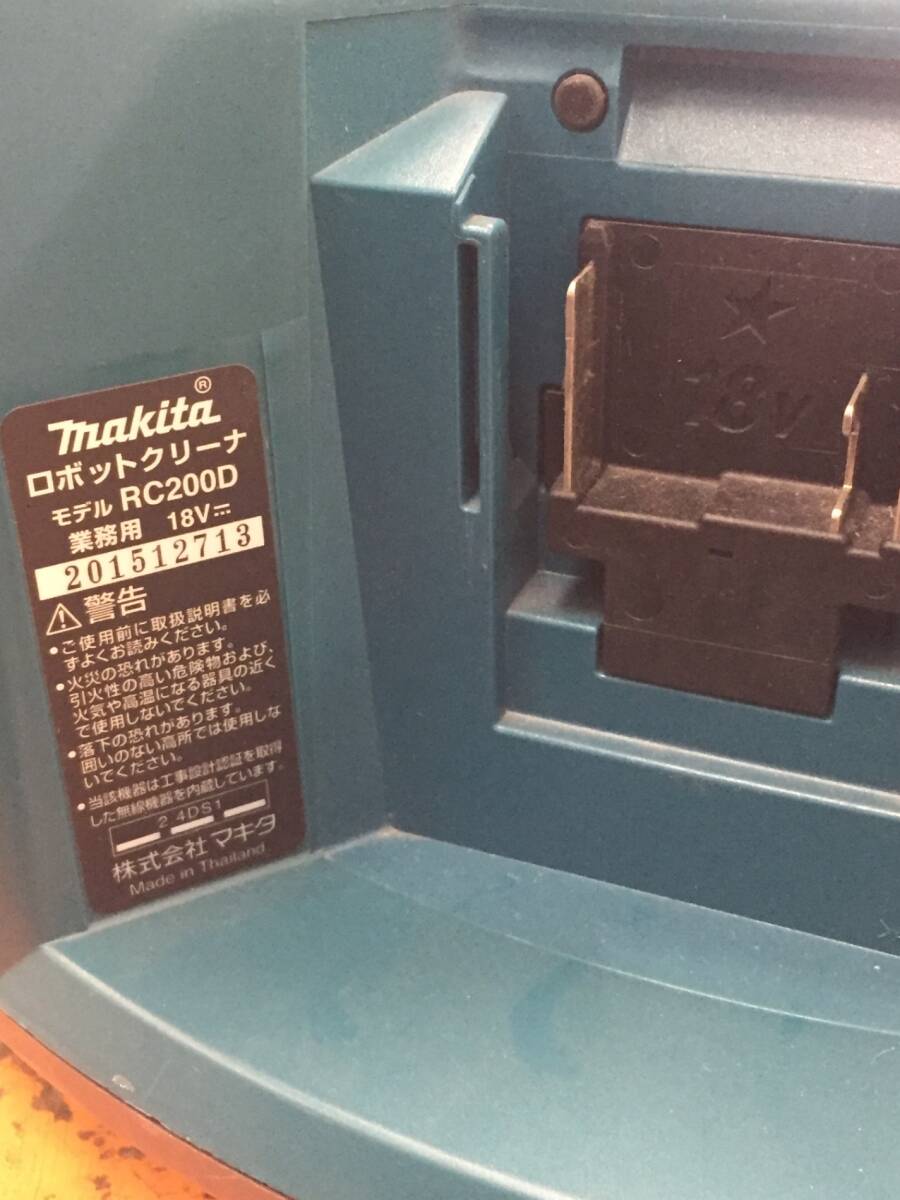 makita®
ロボットクリーナ
モデル RC200D
業務用 18V⎓
201512713
⚠警告
•ご使用前に取扱説明書を必
ずよくお読みください。
•火災の恐れがあります。
引火性の高い危険物および、
火気や高温になる器具の近く
で使用しないでください。
•落下の恐れがあります。
囲いのない高所では使用しな
いでください。
•当該機器は工事設計認証を取得
した無線機器を内蔵しています。
2.4DS1
株式会社 マキタ
Made in Thailand
★
18V